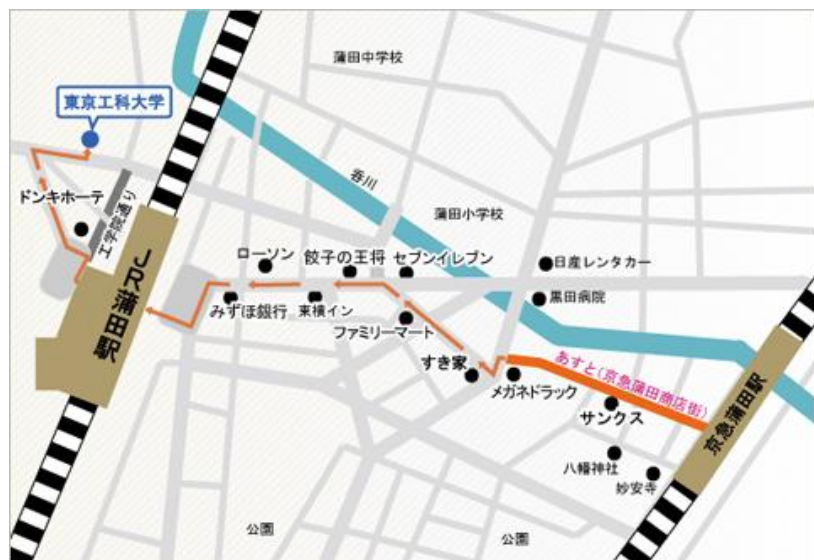 蒲田中学校
東京工科大学
呑川
ドンキホーテ
工学院通り
蒲田小学校
JR蒲田駅
ローソン
餃子の王将
セブンイレブン
日産レンタカー
みずほ銀行
東横イン
黒田病院
ファミリーマート
すき家
メガネドラック
あすと(京急蒲田商店街)
サンクス
京急蒲田駅
八幡神社
妙安寺
公園
公園